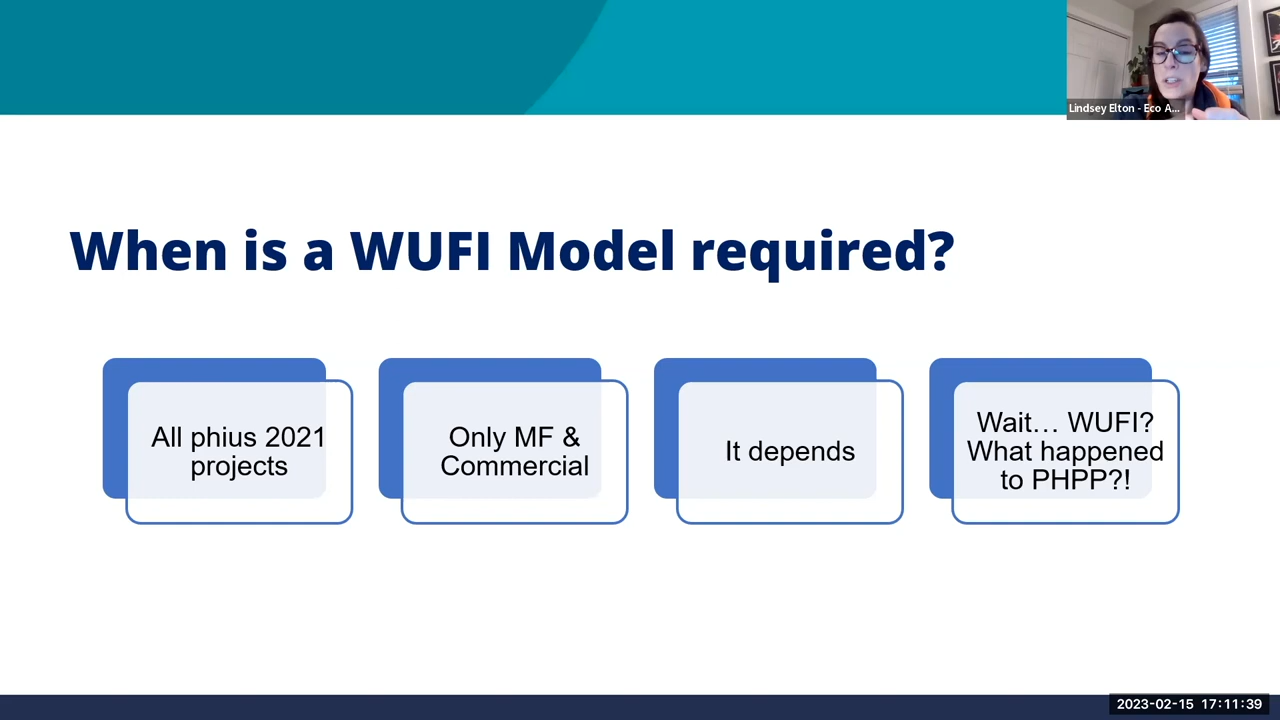 Lindsey Elton - Eco A...
When is a WUFI Model required?
All phius 2021
projects
Only MF &
Commercial
It depends
Wait… WUFI?
What happened
to PHPP?!
2023-02-15 17:11:39